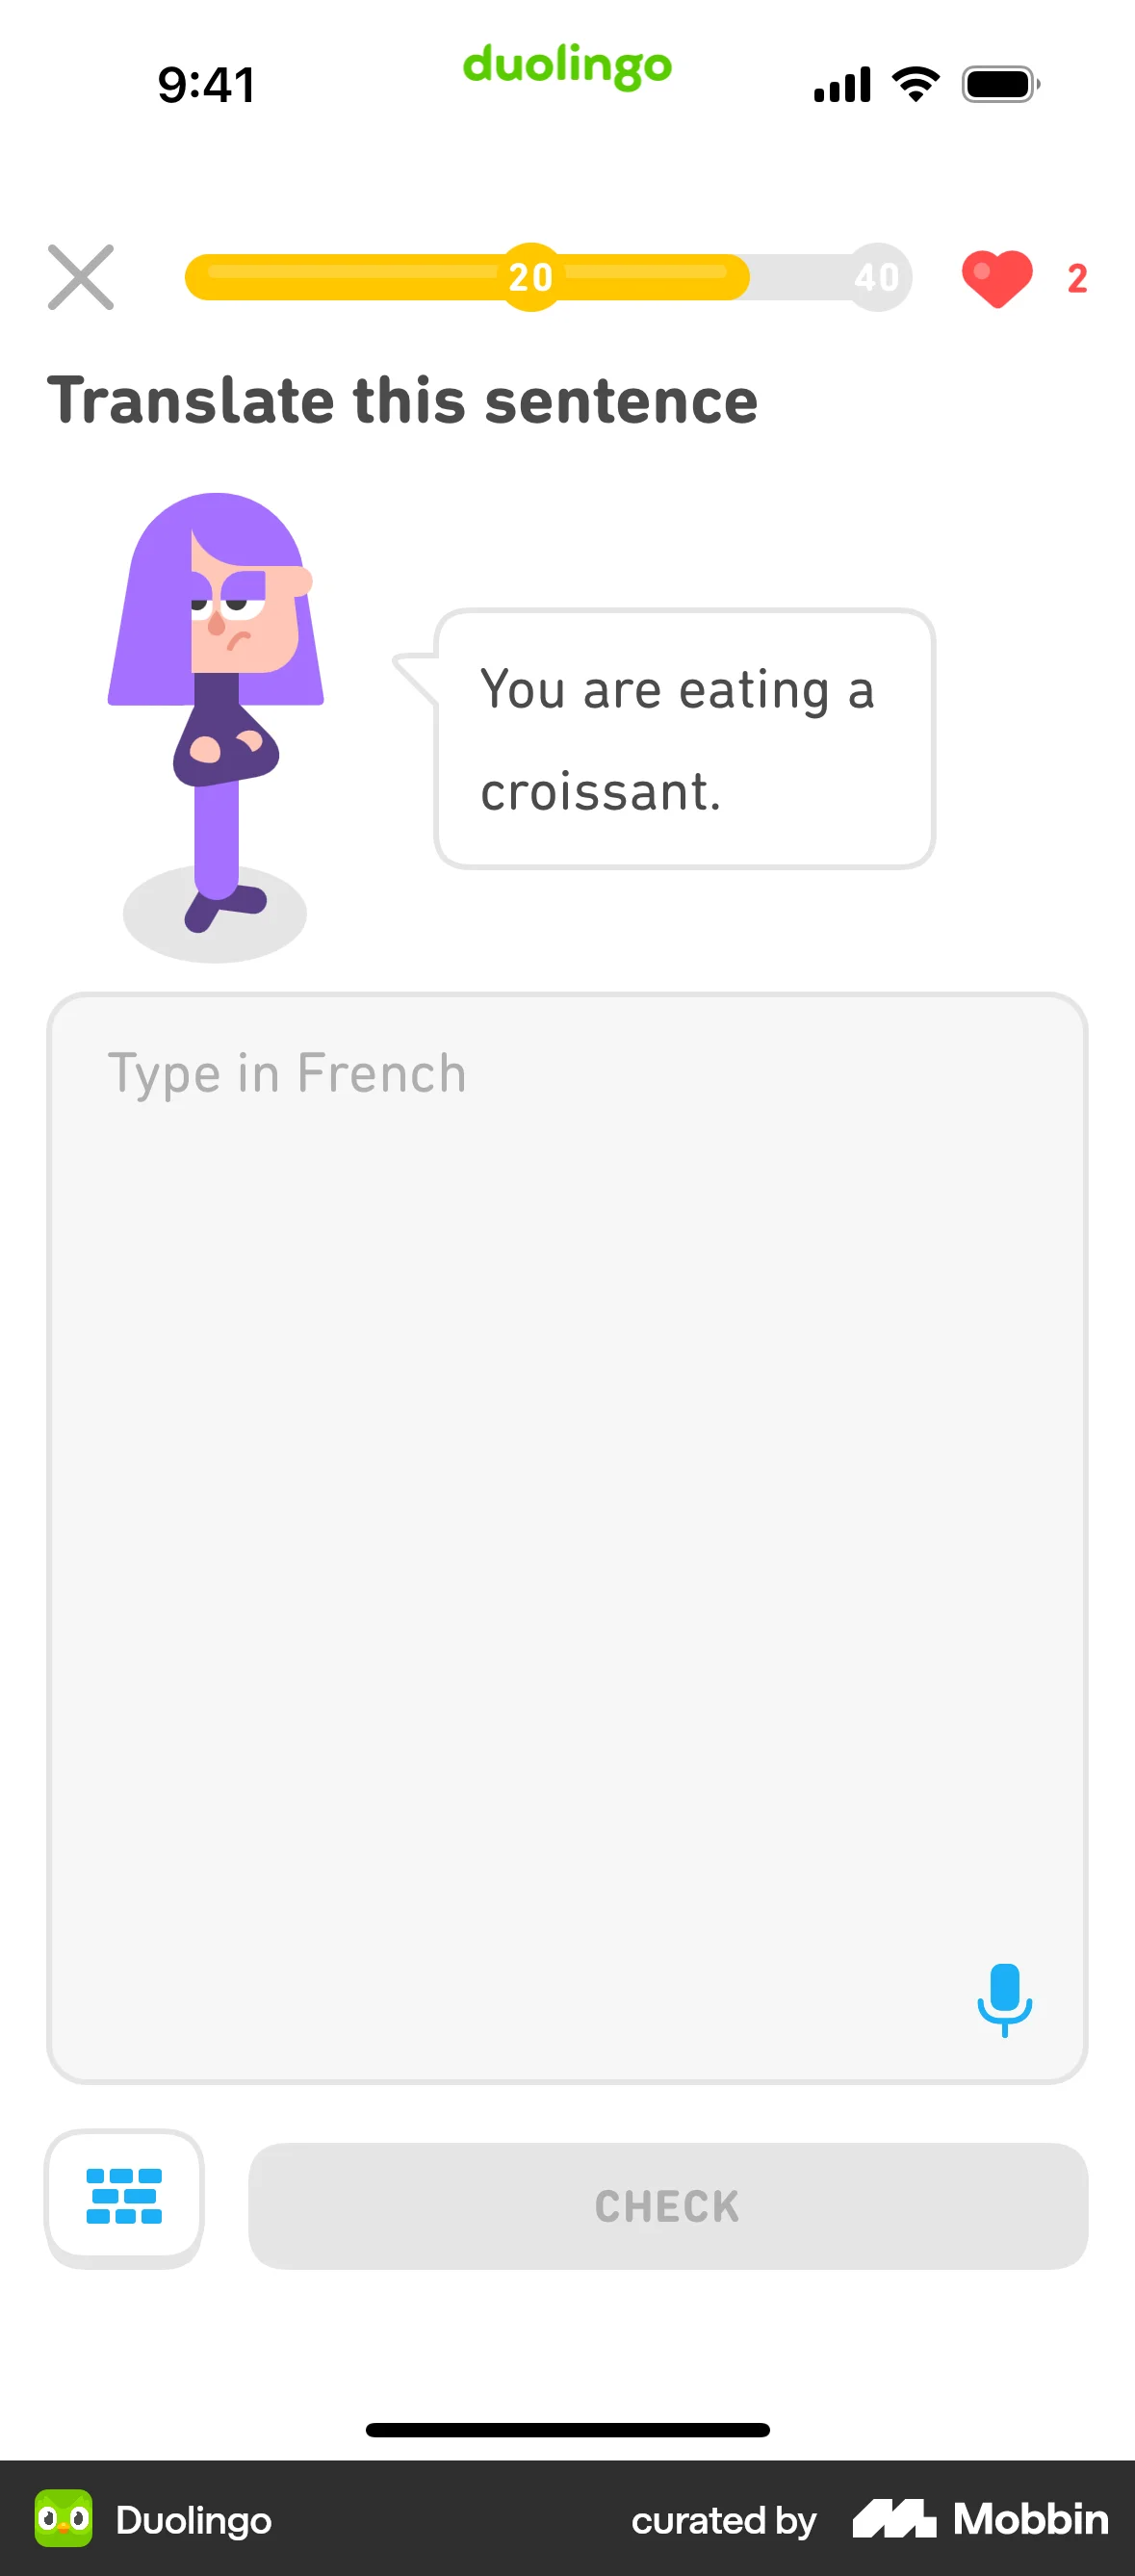 9:41
duolingo
20
40
2
Translate this sentence
You are eating a
croissant.
Type in French
CHECK
Duolingo
curated by
Mobbin